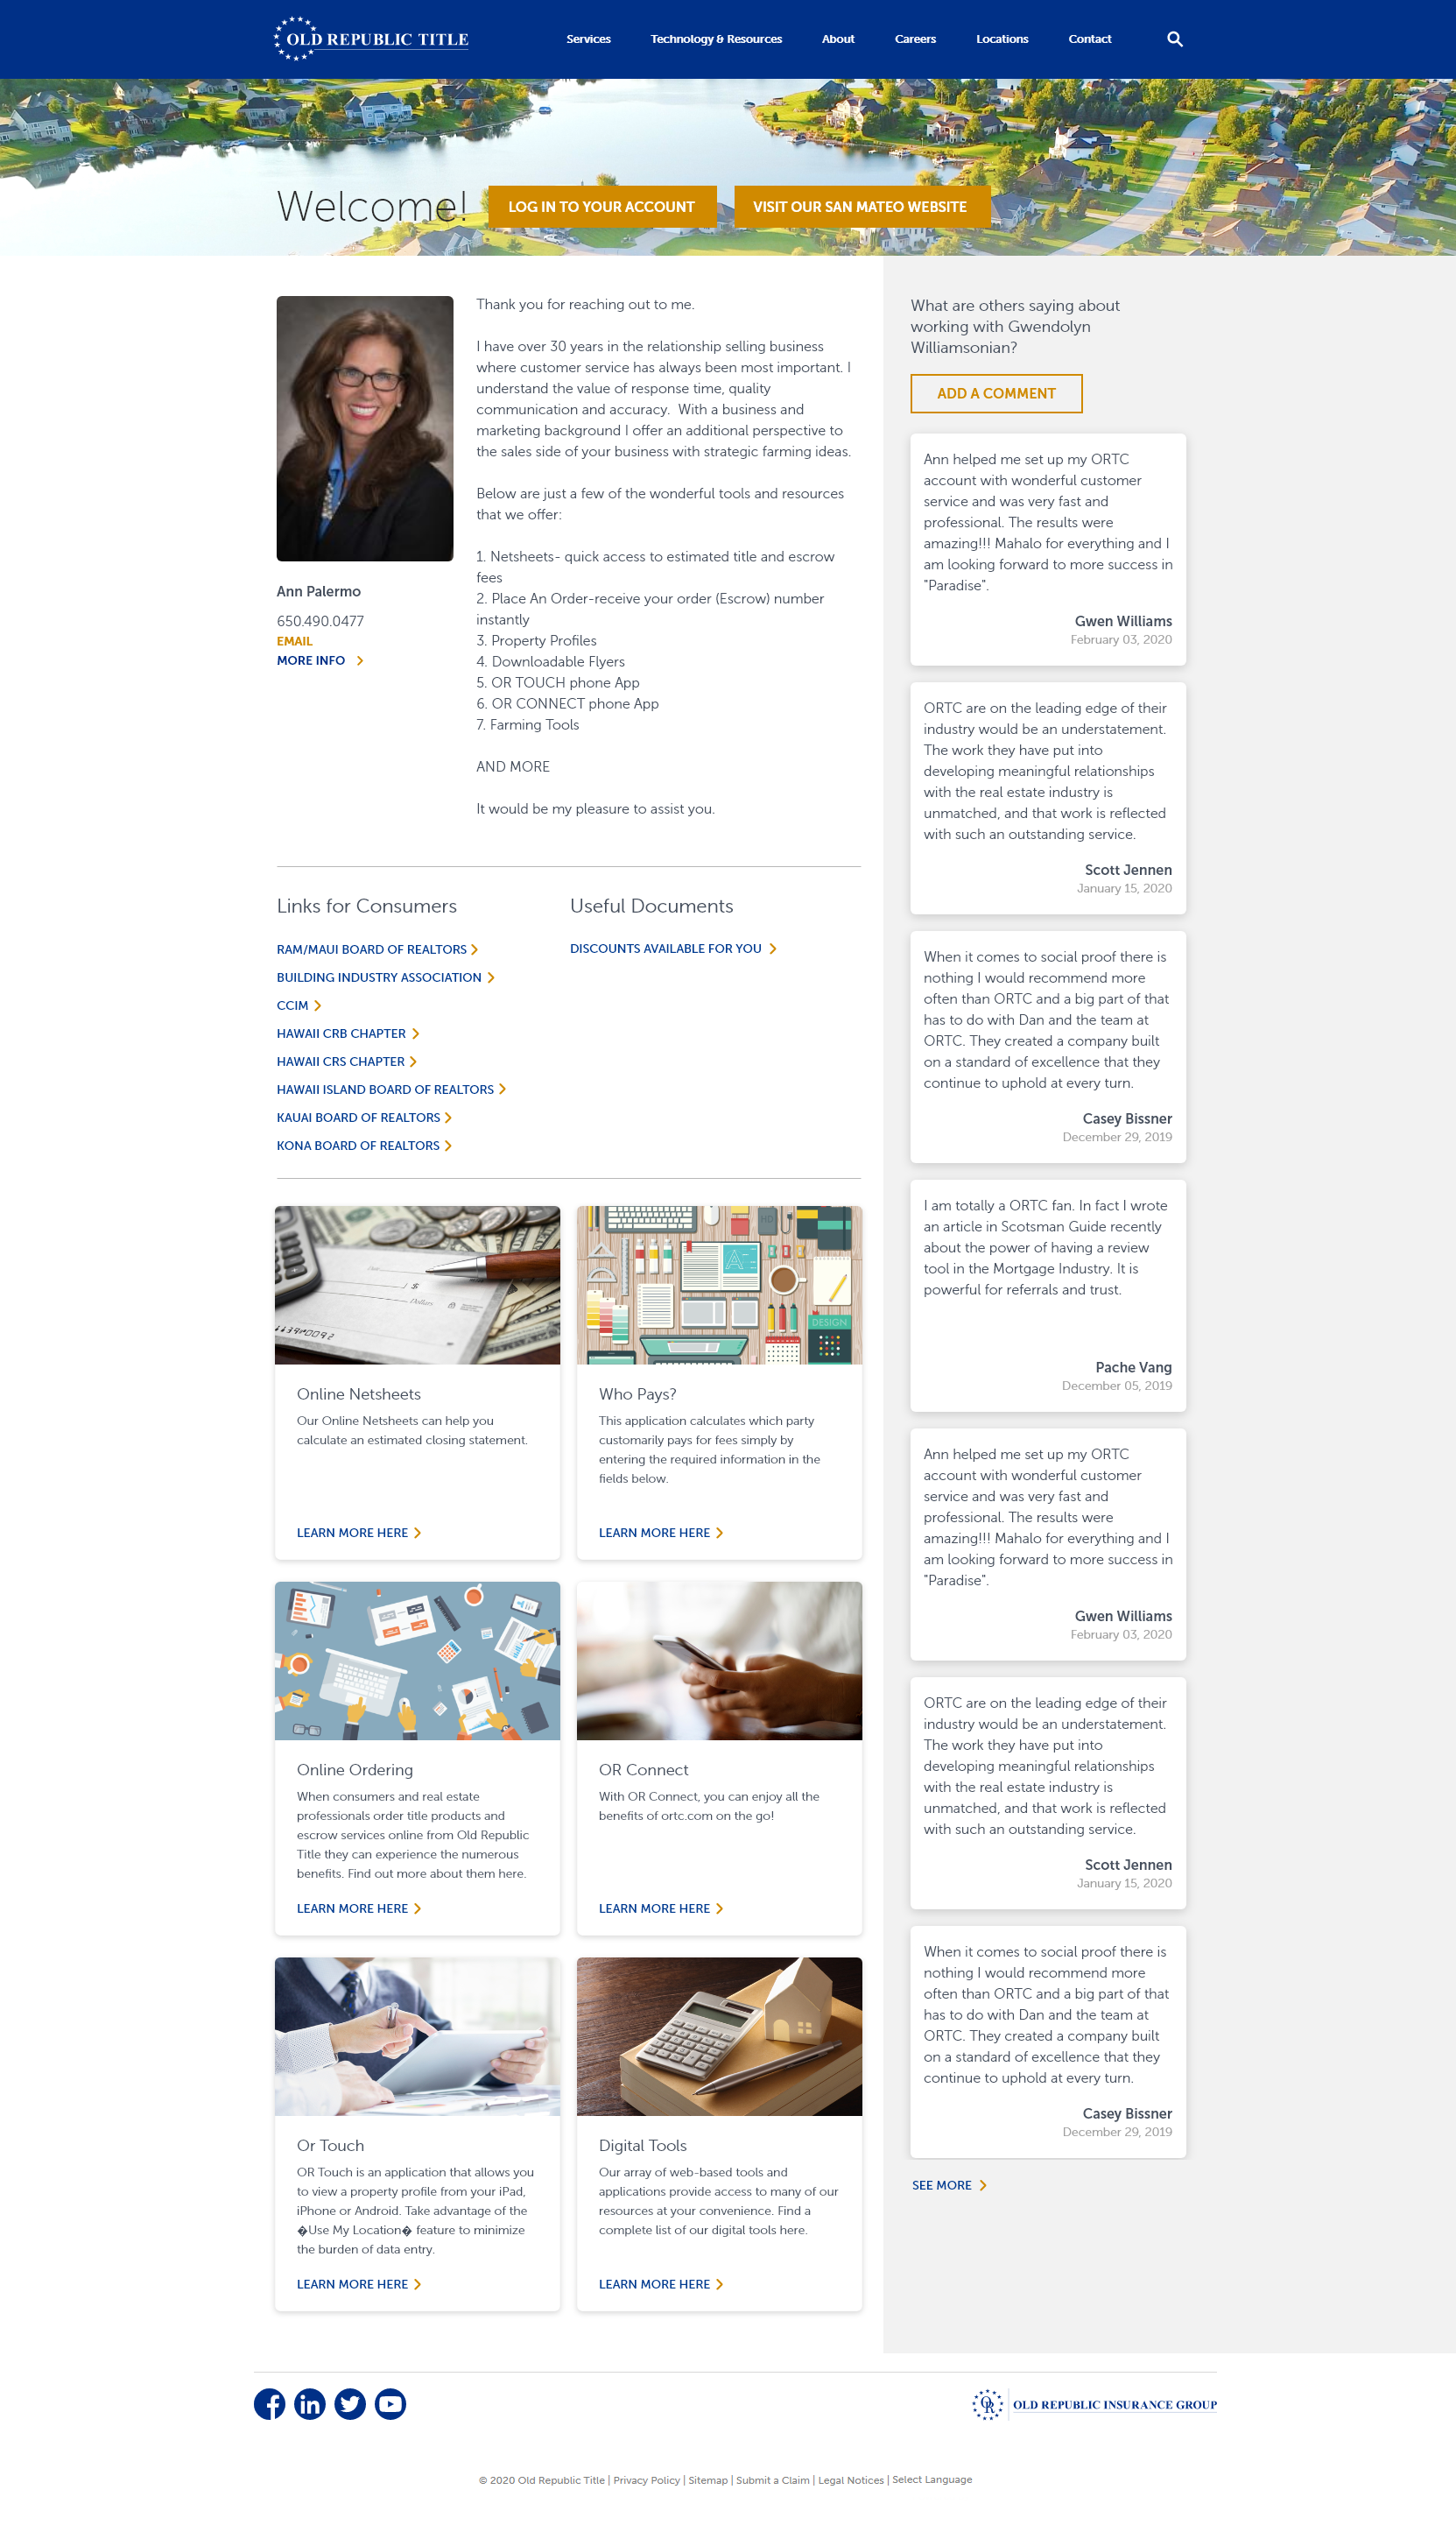 OLD REPUBLIC TITLE
Services
Technology & Resources
About
Careers
Locations
Contact
Welcome!
LOG IN TO YOUR ACCOUNT
VISIT OUR SAN MATEO WEBSITE
Ann Palermo
650.490.0477
EMAIL
MORE INFO
Thank you for reaching out to me.
I have over 30 years in the relationship selling business
where customer service has always been most important. I
understand the value of response time, quality
communication and accuracy.  With a business and
marketing background I offer an additional perspective to
the sales side of your business with strategic farming ideas.
Below are just a few of the wonderful tools and resources
that we offer:
1. Netsheets- quick access to estimated title and escrow
fees
2. Place An Order-receive your order (Escrow) number
instantly
3. Property Profiles
4. Downloadable Flyers
5. OR TOUCH phone App
6. OR CONNECT phone App
7. Farming Tools
AND MORE
It would be my pleasure to assist you.
Links for Consumers
RAM/MAUI BOARD OF REALTORS
BUILDING INDUSTRY ASSOCIATION
CCIM
HAWAII CRB CHAPTER
HAWAII CRS CHAPTER
HAWAII ISLAND BOARD OF REALTORS
KAUAI BOARD OF REALTORS
KONA BOARD OF REALTORS
Useful Documents
DISCOUNTS AVAILABLE FOR YOU
Dollars
Online Netsheets
Our Online Netsheets can help you
calculate an estimated closing statement.
LEARN MORE HERE
HD
A
DESIGN
Who Pays?
This application calculates which party
customarily pays for fees simply by
entering the required information in the
fields below.
LEARN MORE HERE
Online Ordering
When consumers and real estate
professionals order title products and
escrow services online from Old Republic
Title they can experience the numerous
benefits. Find out more about them here.
LEARN MORE HERE
OR Connect
With OR Connect, you can enjoy all the
benefits of ortc.com on the go!
LEARN MORE HERE
Or Touch
OR Touch is an application that allows you
to view a property profile from your iPad,
iPhone or Android. Take advantage of the
�Use My Location� feature to minimize
the burden of data entry.
LEARN MORE HERE
Digital Tools
Our array of web-based tools and
applications provide access to many of our
resources at your convenience. Find a
complete list of our digital tools here.
LEARN MORE HERE
What are others saying about
working with Gwendolyn
Williamsonian?
ADD A COMMENT
Ann helped me set up my ORTC
account with wonderful customer
service and was very fast and
professional. The results were
amazing!!! Mahalo for everything and I
am looking forward to more success in
"Paradise".
Gwen Williams
February 03, 2020
ORTC are on the leading edge of their
industry would be an understatement.
The work they have put into
developing meaningful relationships
with the real estate industry is
unmatched, and that work is reflected
with such an outstanding service.
Scott Jennen
January 15, 2020
When it comes to social proof there is
nothing I would recommend more
often than ORTC and a big part of that
has to do with Dan and the team at
ORTC. They created a company built
on a standard of excellence that they
continue to uphold at every turn.
Casey Bissner
December 29, 2019
I am totally a ORTC fan. In fact I wrote
an article in Scotsman Guide recently
about the power of having a review
tool in the Mortgage Industry. It is
powerful for referrals and trust.
Pache Vang
December 05, 2019
Ann helped me set up my ORTC
account with wonderful customer
service and was very fast and
professional. The results were
amazing!!! Mahalo for everything and I
am looking forward to more success in
"Paradise".
Gwen Williams
February 03, 2020
ORTC are on the leading edge of their
industry would be an understatement.
The work they have put into
developing meaningful relationships
with the real estate industry is
unmatched, and that work is reflected
with such an outstanding service.
Scott Jennen
January 15, 2020
When it comes to social proof there is
nothing I would recommend more
often than ORTC and a big part of that
has to do with Dan and the team at
ORTC. They created a company built
on a standard of excellence that they
continue to uphold at every turn.
Casey Bissner
December 29, 2019
SEE MORE
OR OLD REPUBLIC INSURANCE GROUP
© 2020 Old Republic Title | Privacy Policy | Sitemap | Submit a Claim | Legal Notices | Select Language